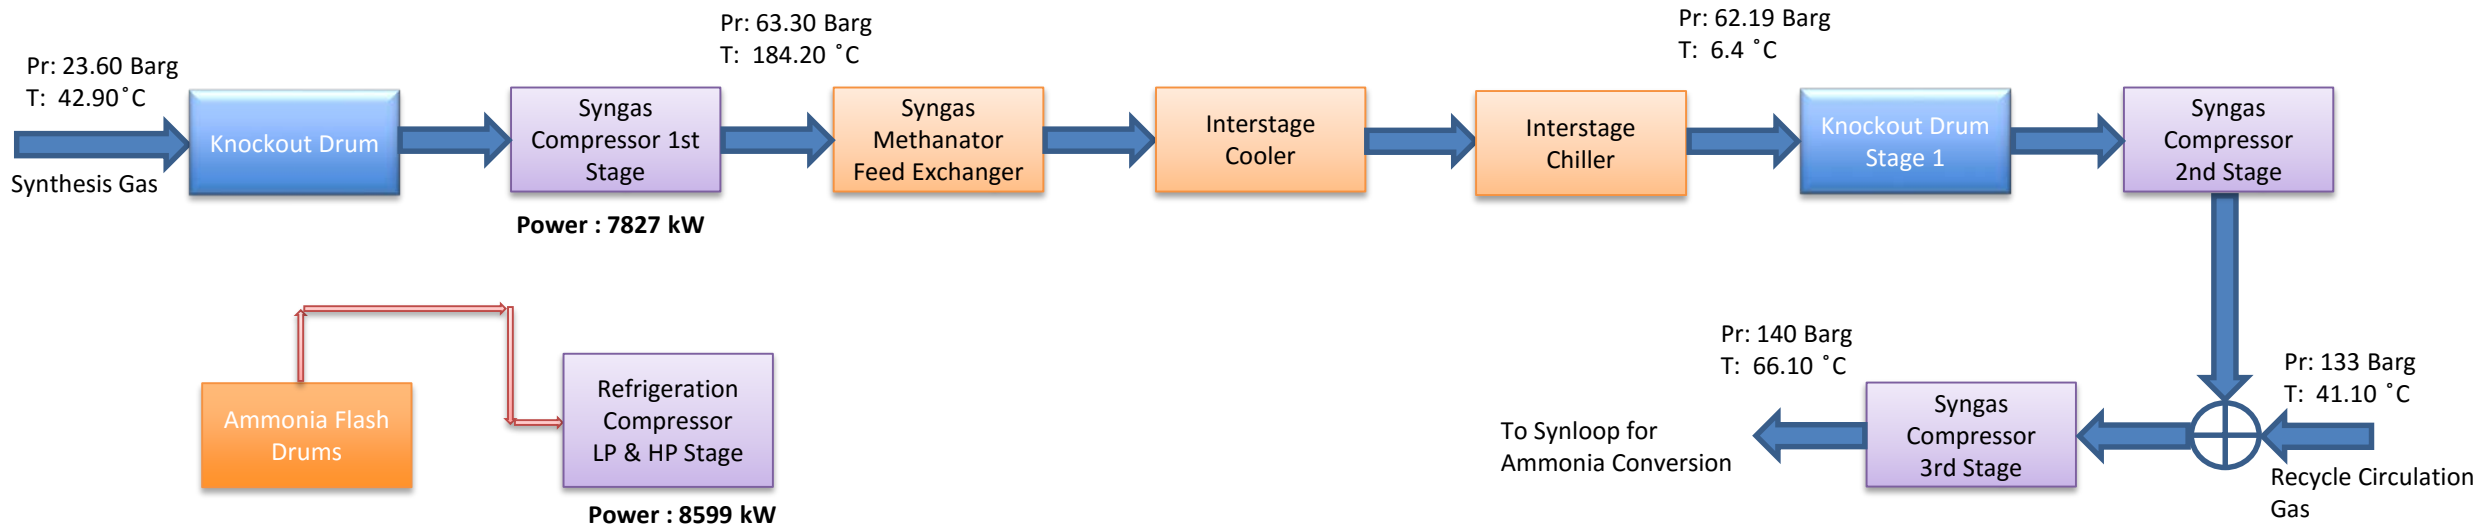 Pr: 23.60 Barg
T:  42.90˚C
Synthesis Gas
Knockout Drum
Syngas
Compressor 1st
Stage
Power : 7827 kW
Pr: 63.30 Barg
T:  184.20 ˚C
Syngas
Methanator
Feed Exchanger
Interstage
Cooler
Interstage
Chiller
Pr: 62.19 Barg
T:  6.4 ˚C
Knockout Drum
Stage 1
Syngas
Compressor
2nd Stage
Pr: 133 Barg
T:  41.10 ˚C
Recycle Circulation
Gas
Syngas
Compressor
3rd Stage
Pr: 140 Barg
T:  66.10 ˚C
To Synloop for
Ammonia Conversion
Ammonia Flash
Drums
Refrigeration
Compressor
LP & HP Stage
Power : 8599 kW